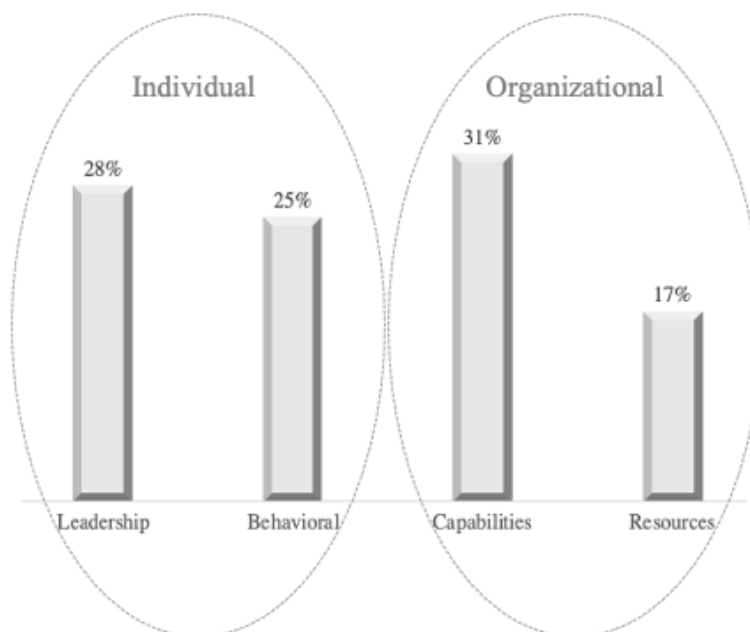 Individual
Organizational
28%
25%
31%
17%
Leadership
Behavioral
Capabilities
Resources